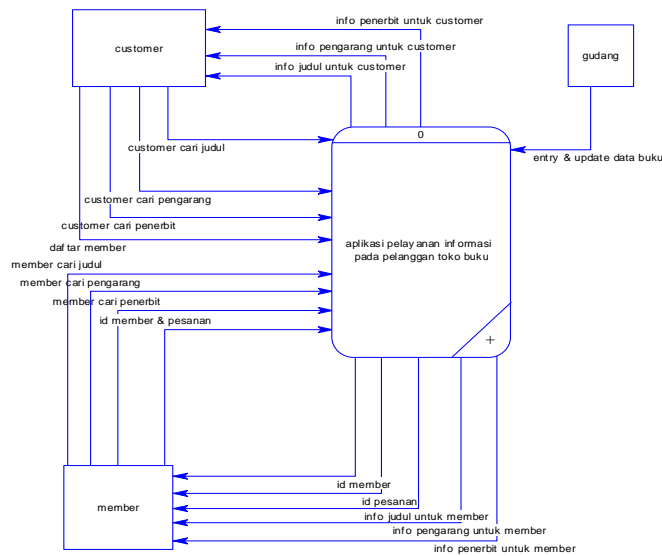 info penerbit untuk customer
customer
info pengarang untuk customer
gudang
info judul untuk customer
0
customer cari judul
entry & update data buku
customer cari pengarang
customer cari penerbit
daftar member
aplikasi pelayanan informasi
pada pelanggan toko buku
member cari judul
member cari pengarang
member cari penerbit
id member & pesanan
+
id member
id pesanan
member
info judul untuk member
info pengarang untuk member
info penerbit untuk member